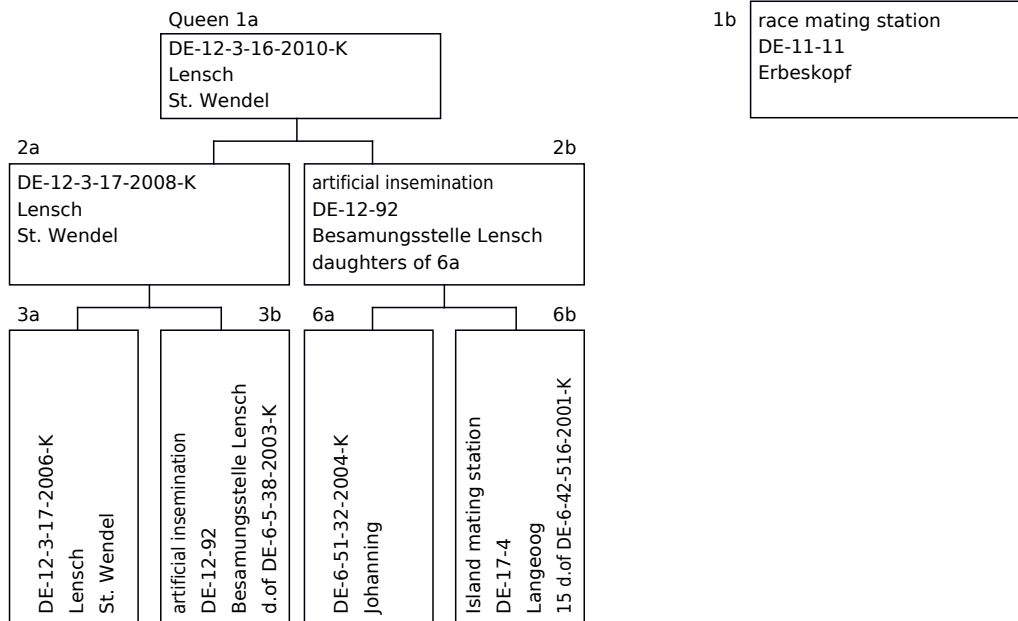 Queen 1a
DE-12-3-16-2010-K
Lensch
St. Wendel
1b
race mating station
DE-11-11
Erbeskopf
2a
DE-12-3-17-2008-K
Lensch
St. Wendel
2b
artificial insemination
DE-12-92
Besamungsstelle Lensch
daughters of 6a
3a
DE-12-3-17-2006-K
Lensch
St. Wendel
3b
artificial insemination
DE-12-92
Besamungsstelle Lensch
d.of DE-6-5-38-2003-K
6a
DE-6-51-32-2004-K
Johanning
6b
Island mating station
DE-17-4
Langeoog
15 d.of DE-6-42-516-2001-K